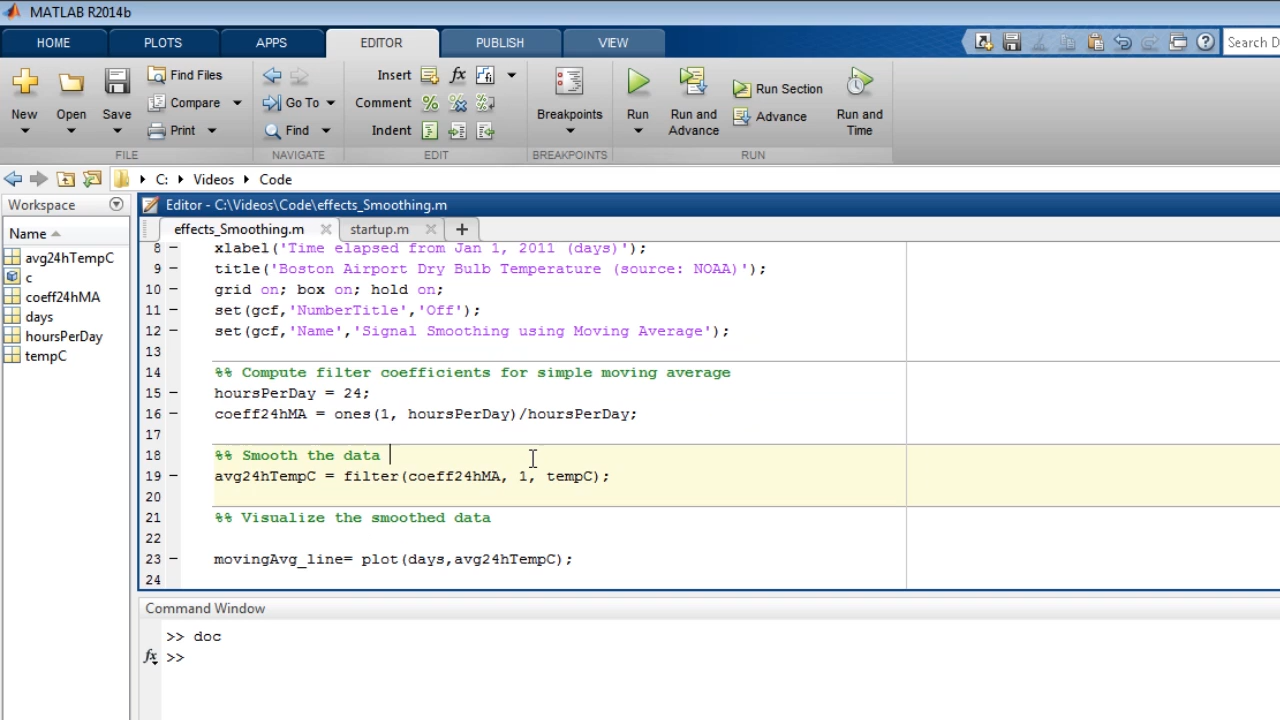 MATLAB R2014b
HOME PLOTS APPS EDITOR PUBLISH VIEW Search D
New Open Save Find Files Compare Print
FILE
Go To Find
NAVIGATE
Insert fx
Comment
Indent
EDIT
Breakpoints
BREAKPOINTS
Run Run and Advance Run Section Advance Run and Time
RUN
C: Videos Code
Workspace
Name
avg24hTempC
c
coeff24hMA
days
hoursPerDay
tempC
Editor - C:\Videos\Code\effects_Smoothing.m
effects_Smoothing.m startup.m
8 – xlabel('Time elapsed from Jan 1, 2011 (days)');
9 – title('Boston Airport Dry Bulb Temperature (source: NOAA)');
10 – grid on; box on; hold on;
11 – set(gcf,'NumberTitle','Off');
12 – set(gcf,'Name','Signal Smoothing using Moving Average');
13
14 %% Compute filter coefficients for simple moving average
15 – hoursPerDay = 24;
16 – coeff24hMA = ones(1, hoursPerDay)/hoursPerDay;
17
18 %% Smooth the data
19 – avg24hTempC = filter(coeff24hMA, 1, tempC);
20
21 %% Visualize the smoothed data
22
23 – movingAvg_line= plot(days,avg24hTempC);
24
Command Window
>> doc
fx >>